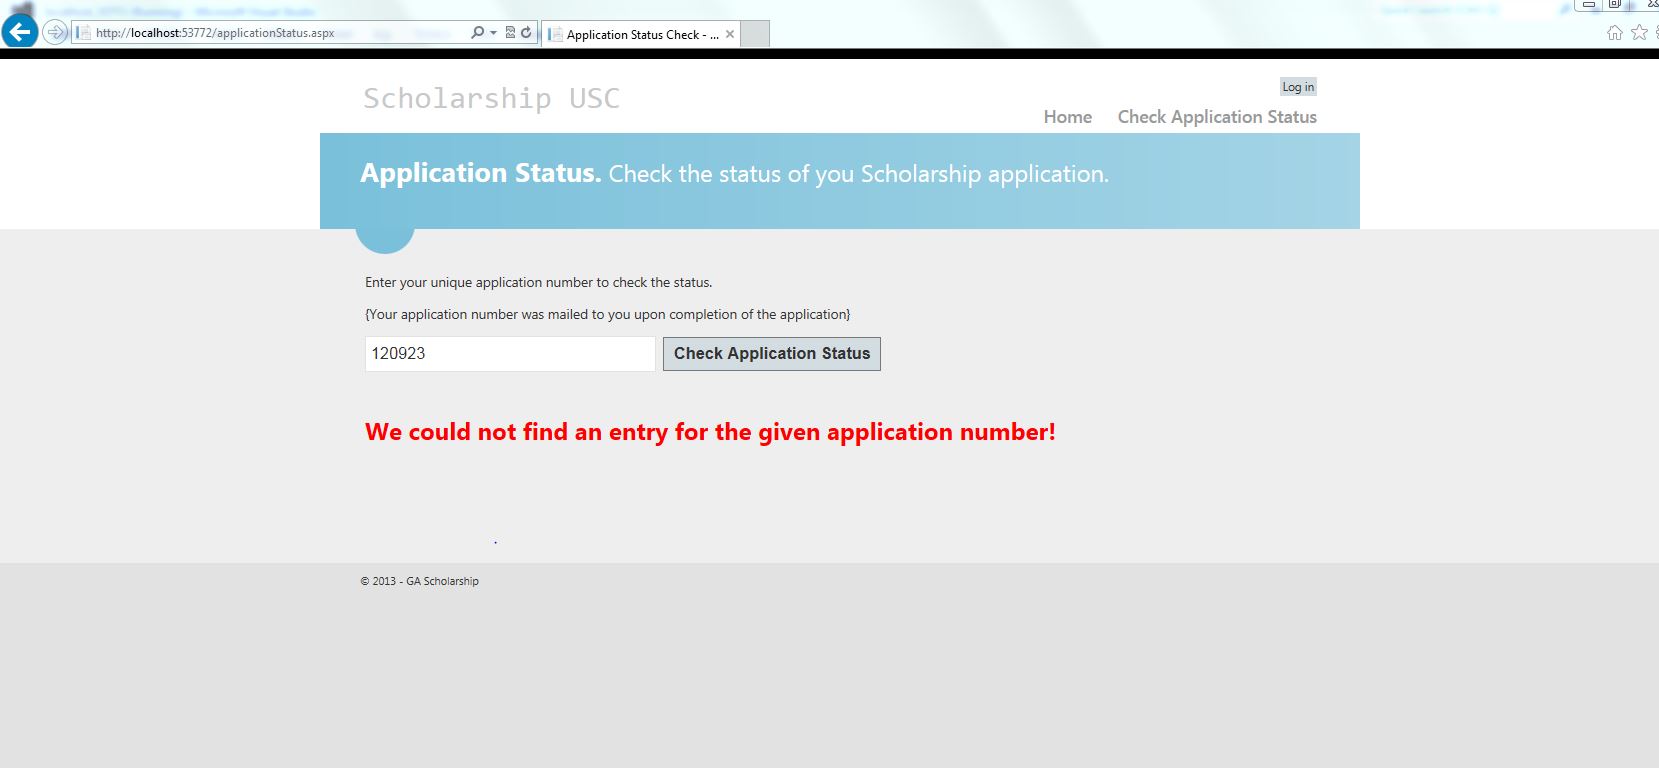 http://localhost:53772/applicationStatus.aspx
Application Status Check - ...
Log in
Scholarship USC
Home
Check Application Status
Application Status. Check the status of you Scholarship application.
Enter your unique application number to check the status.
{Your application number was mailed to you upon completion of the application}
120923
Check Application Status
We could not find an entry for the given application number!
© 2013 - GA Scholarship